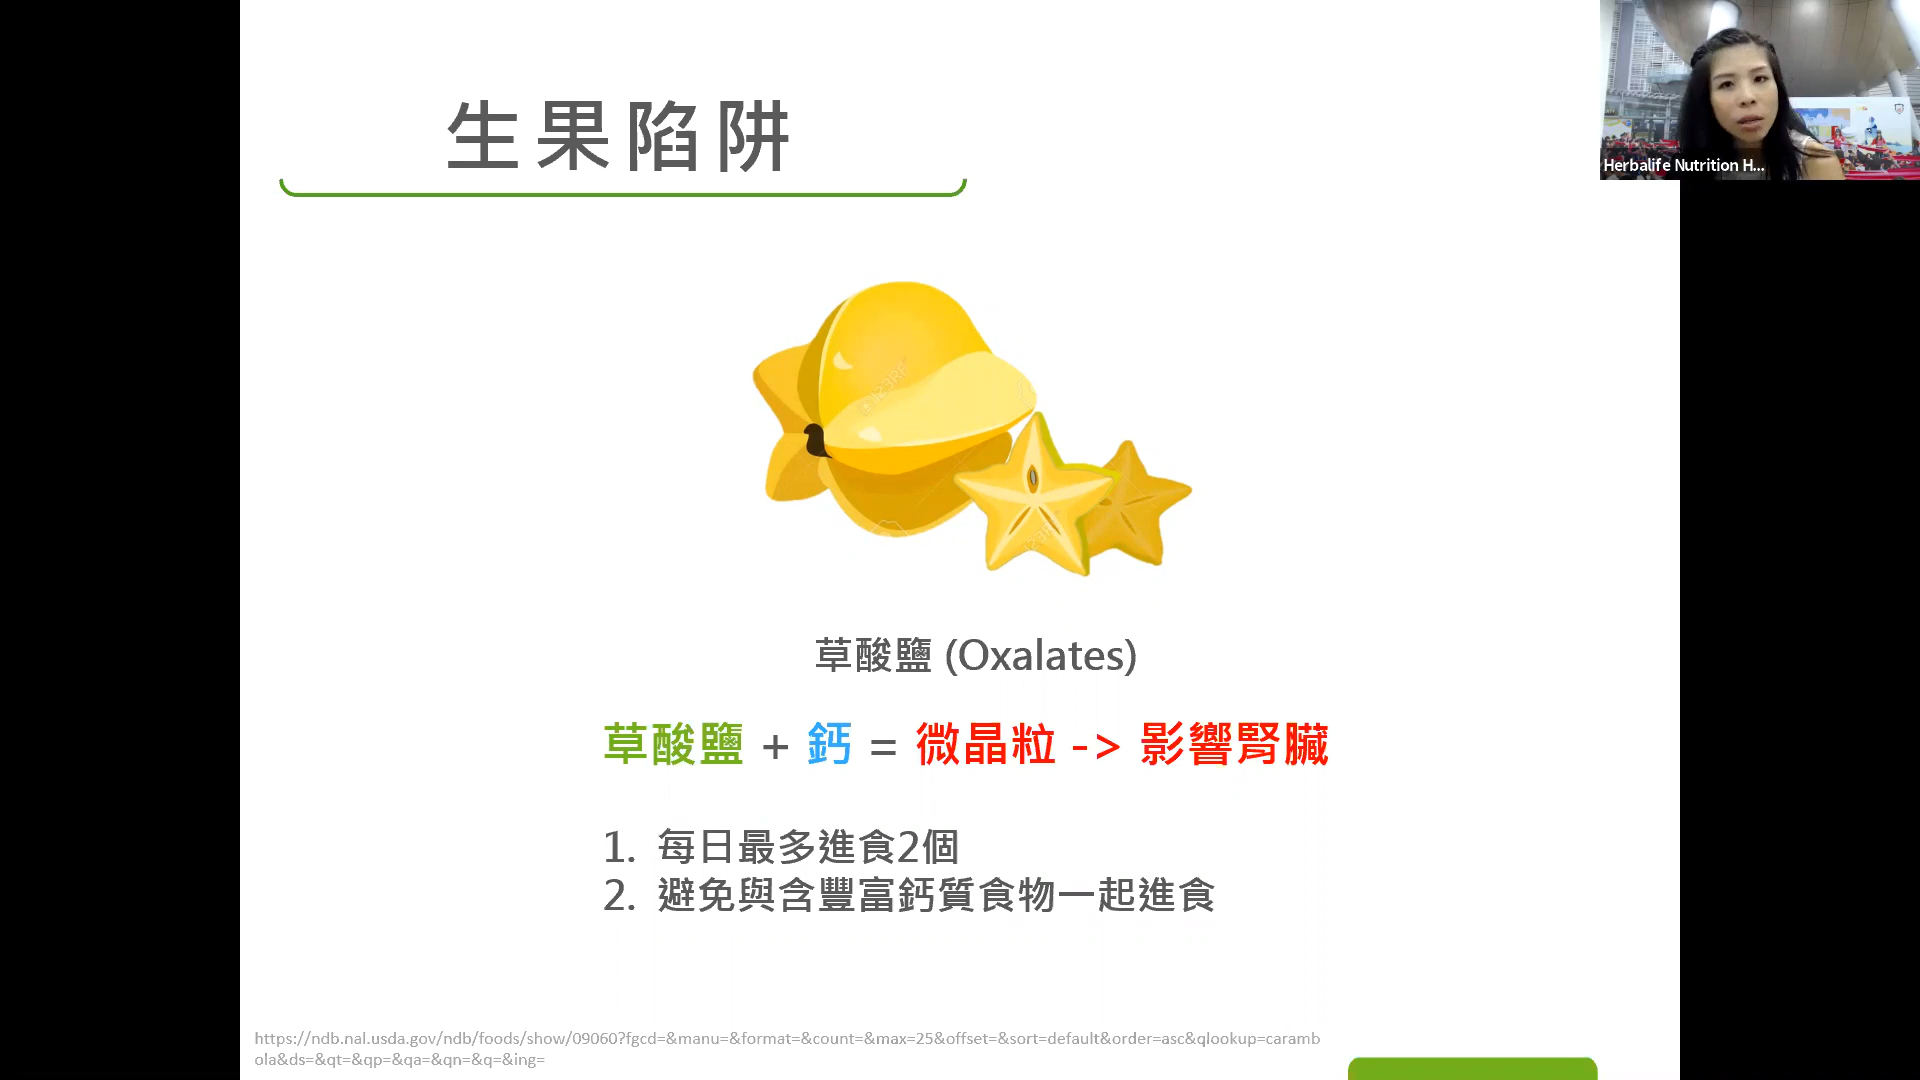 生果陷阱
Herbalife Nutrition H...
123RF
123RF
草酸鹽 (Oxalates)
草酸鹽 + 鈣 = 微晶粒 -> 影響腎臟
1. 每日最多進食2個
2. 避免與含豐富鈣質食物一起進食
https://ndb.nal.usda.gov/ndb/foods/show/09060?fgcd=&manu=&format=&count=&max=25&offset=&sort=default&order=asc&qlookup=caramb
ola&ds=&qt=&qp=&qa=&qn=&q=&ing=